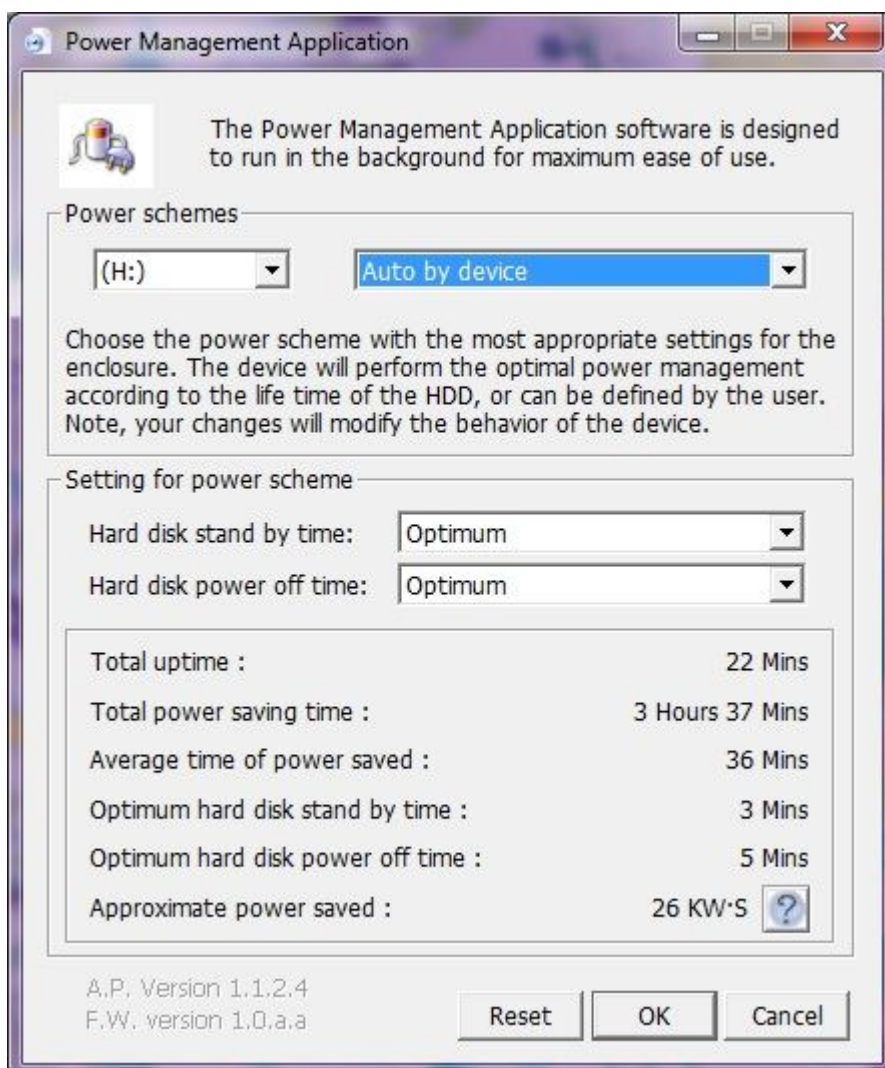 Power Management Application
The Power Management Application software is designed
to run in the background for maximum ease of use.
Power schemes
(H:) Auto by device
Choose the power scheme with the most appropriate settings for the
enclosure. The device will perform the optimal power management
according to the life time of the HDD, or can be defined by the user.
Note, your changes will modify the behavior of the device.
Setting for power scheme
Hard disk stand by time: Optimum
Hard disk power off time: Optimum
Total uptime : 22 Mins
Total power saving time : 3 Hours 37 Mins
Average time of power saved : 36 Mins
Optimum hard disk stand by time : 3 Mins
Optimum hard disk power off time : 5 Mins
Approximate power saved : 26 KW·S ?
A.P. Version 1.1.2.4
F.W. version 1.0.a.a
Reset OK Cancel